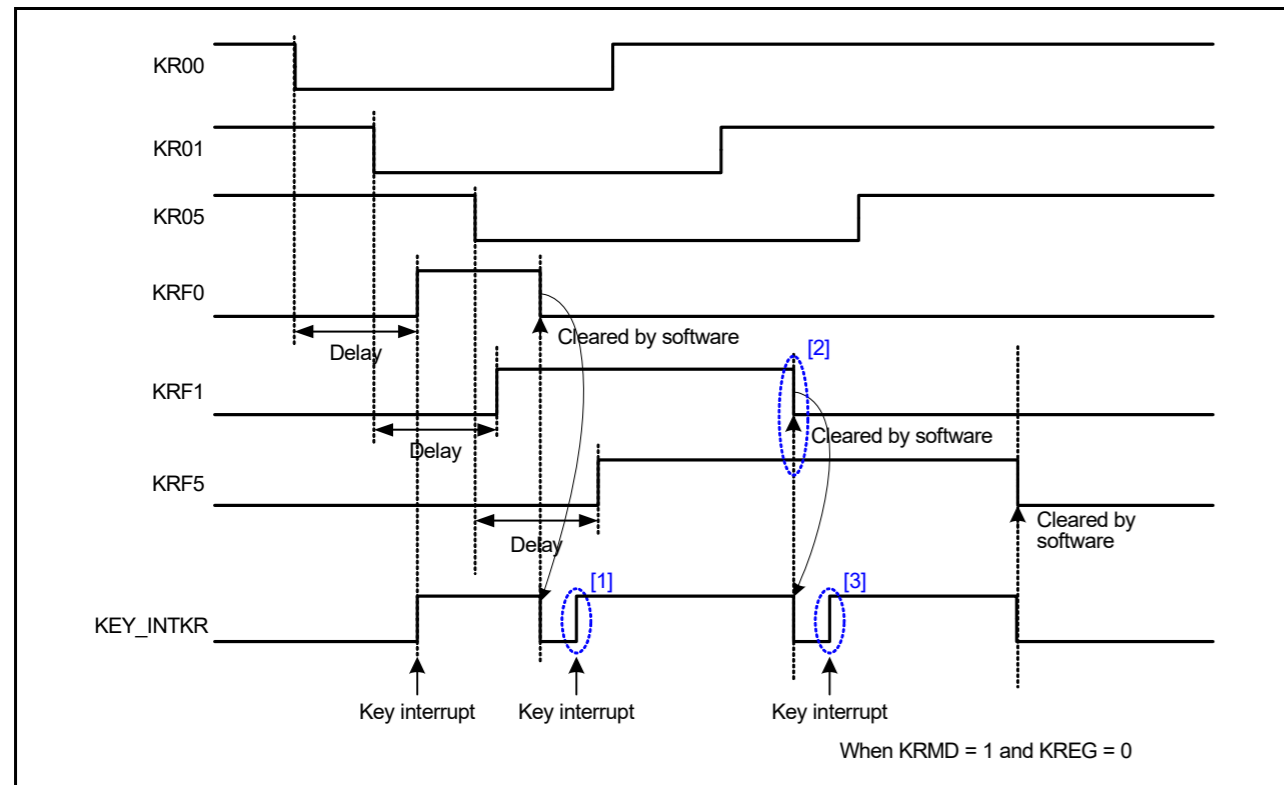 KR00
KR01
KR05
KRF0
Cleared by software
Delay
[2]
KRF1
Cleared by software
Delay
KRF5
Cleared by
software
Delay
[1]
[3]
KEY_INTKR
Key interrupt
Key interrupt
Key interrupt
When KRMD = 1 and KREG = 0